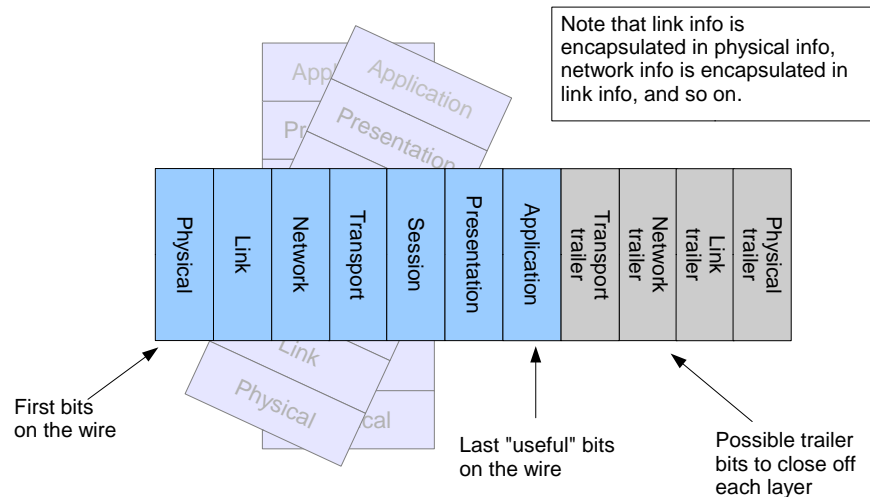 Note that link info is
encapsulated in physical info,
network info is encapsulated in
link info, and so on.
Application
Presentation
Physical
Link
Network
Transport
Session
Presentation
Application
Transport
trailer
Network
trailer
Link
trailer
Physical
trailer
Link
Physical
First bits
on the wire
Last "useful" bits
on the wire
Possible trailer
bits to close off
each layer